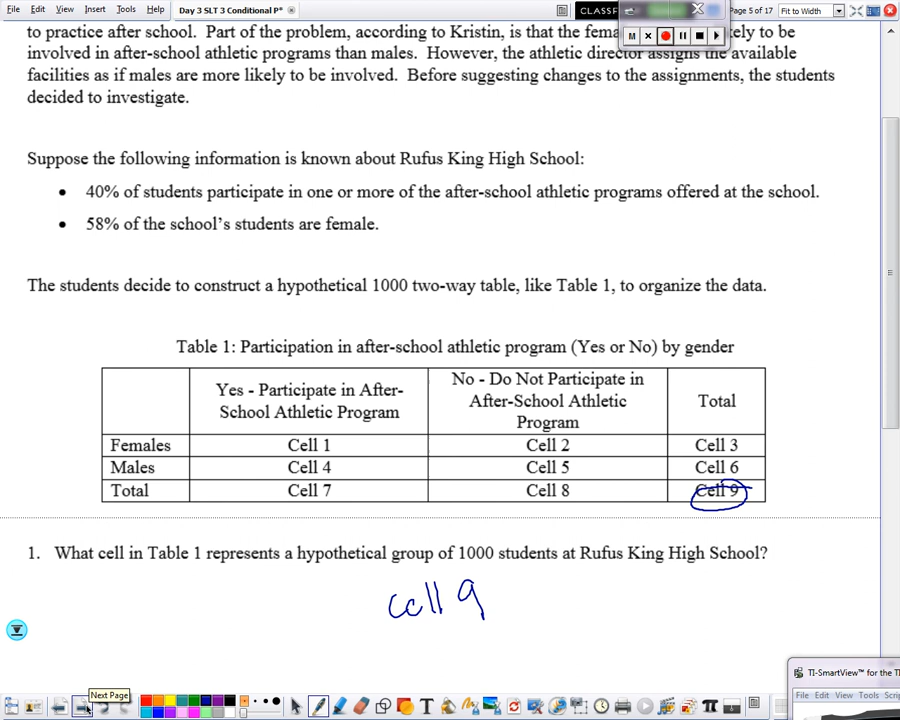 File Edit View Insert Tools Help
Day 3 SLT 3 Conditional P*
CLASSF
Page 5 of 17
Fit to Width
to practice after school. Part of the problem, according to Kristin, is that the to be
involved in after-school athletic programs than males. However, the athletic director assigns the available
facilities as if males are more likely to be involved. Before suggesting changes to the assignments, the students
decided to investigate.
Suppose the following information is known about Rufus King High School:
• 40% of students participate in one or more of the after-school athletic programs offered at the school.
• 58% of the school's students are female.
The students decide to construct a hypothetical 1000 two-way table, like Table 1, to organize the data.
Table 1: Participation in after-school athletic program (Yes or No) by gender
Yes - Participate in After-
School Athletic Program
No - Do Not Participate in
After-School Athletic
Program
Total
Females Cell 1 Cell 2 Cell 3
Males Cell 4 Cell 5 Cell 6
Total Cell 7 Cell 8 Cell 9
1. What cell in Table 1 represents a hypothetical group of 1000 students at Rufus King High School?
cell 9
Next Page
TI-SmartView™ for the TI
File Edit View Tools Scri